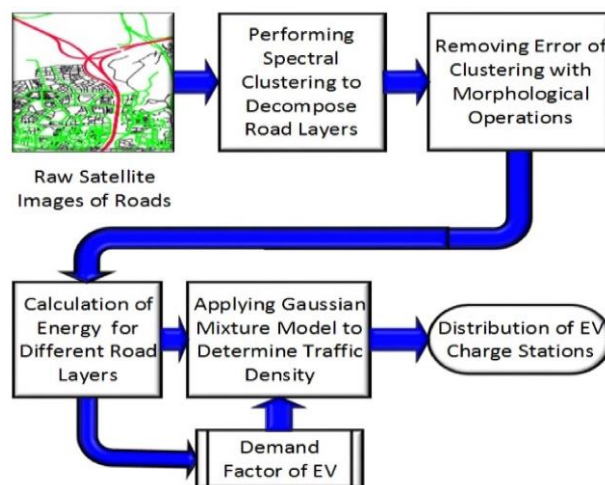 Performing
Spectral
Clustering to
Decompose
Road Layers
Removing Error of
Clustering with
Morphological
Operations
Raw Satellite
Images of Roads
Calculation of
Energy for
Different Road
Layers
Applying Gaussian
Mixture Model to
Determine Traffic
Density
Distribution of EV
Charge Stations
Demand
Factor of EV